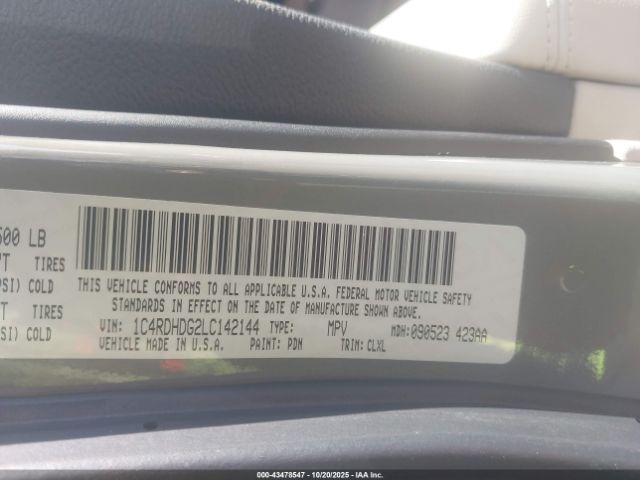 500 LB
TIRES
SI) COLD
TIRES
SI) COLD
THIS VEHICLE CONFORMS TO ALL APPLICABLE U.S.A. FEDERAL MOTOR VEHICLE SAFETY
STANDARDS IN EFFECT ON THE DATE OF MANUFACTURE SHOWN ABOVE.
VIN: 1C4RDHDG2LC142144 TYPE: MPV MDH:090523 423AA
VEHICLE MADE IN U.S.A. PAINT: PDN TRIM: CLXL
000-43478547 - 10/20/2025 - IAA Inc.